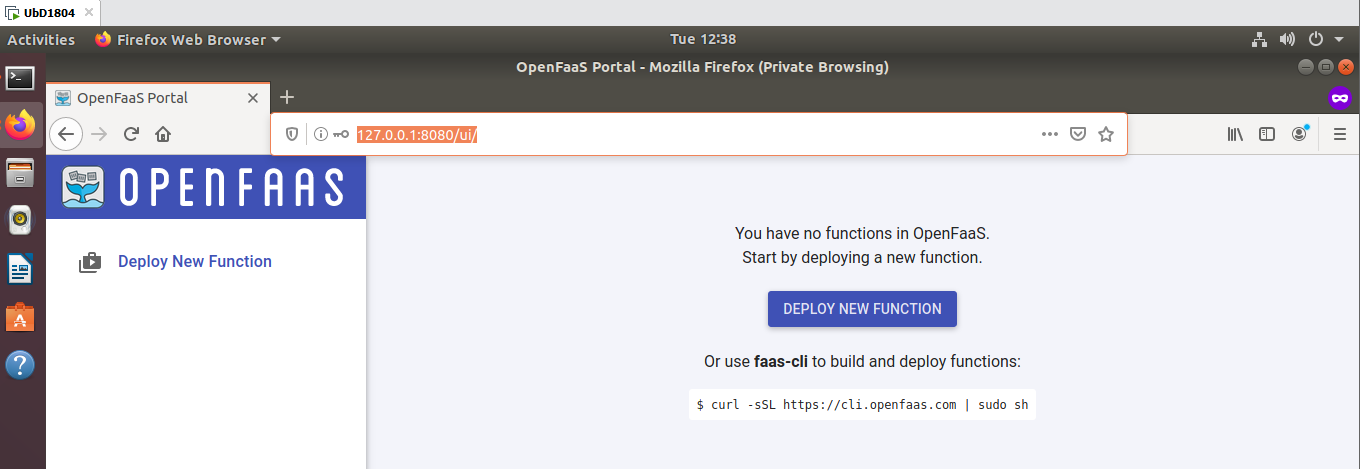 UbD1804
Activities
Firefox Web Browser
Tue 12:38
OpenFaaS Portal - Mozilla Firefox (Private Browsing)
OpenFaaS Portal
127.0.0.1:8080/ui/
OPENFAAS
Deploy New Function
You have no functions in OpenFaaS.
Start by deploying a new function.
DEPLOY NEW FUNCTION
Or use faas-cli to build and deploy functions:
$ curl -sSL https://cli.openfaas.com | sudo sh